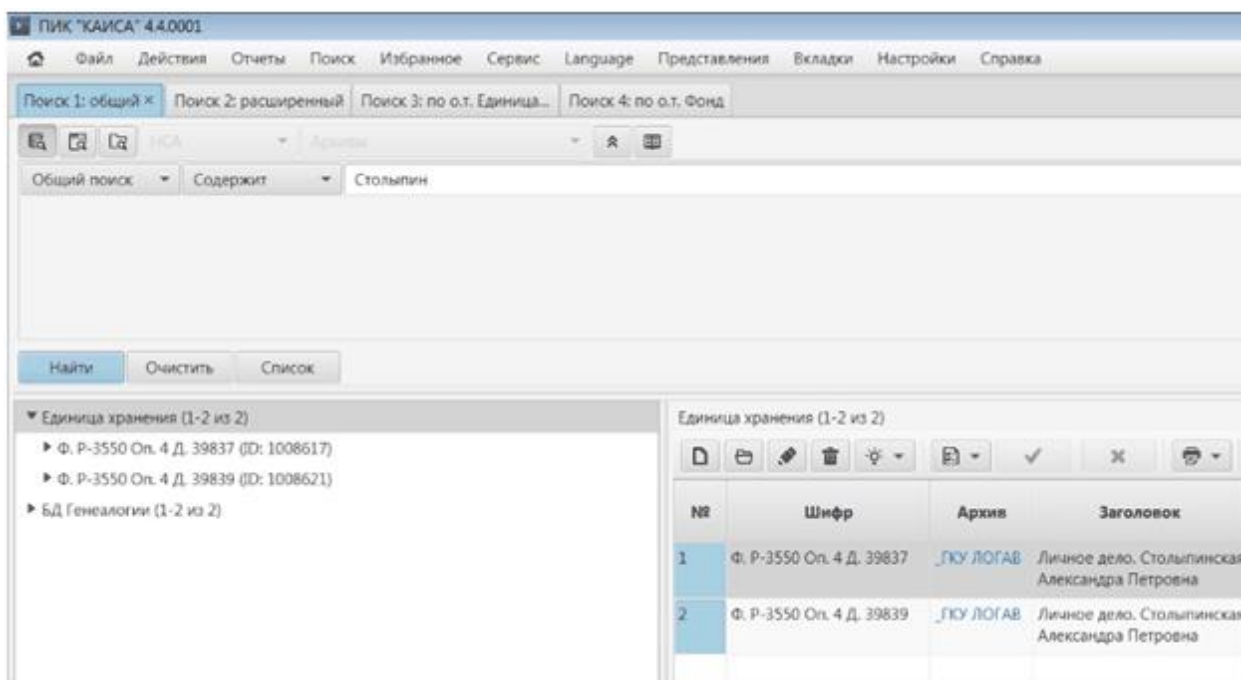 ПИК "КАИСА" 4.4.0001
Файл Действия Отчеты Поиск Избранное Сервис Language Представления Вкладки Настройки Справка
Поиск 1: общий × Поиск 2: расширенный Поиск 3: по о.т. Единица... Поиск 4: по о.т. Фонд
НСА Архивы
Общий поиск Содержит Столыпин
Найти Очистить Список
Единица хранения (1-2 из 2)
Ф. Р-3550 Оп. 4 Д. 39837 (ID: 1008617)
Ф. Р-3550 Оп. 4 Д. 39839 (ID: 1008621)
БД Генеалогии (1-2 из 2)
Единица хранения (1-2 из 2)
№ Шифр Архив Заголовок
1 Ф. Р-3550 Оп. 4 Д. 39837 _ГКУ ЛОГАВ Личное дело. Столыпинская
Александра Петровна
2 Ф. Р-3550 Оп. 4 Д. 39839 _ГКУ ЛОГАВ Личное дело. Столыпинская
Александра Петровна